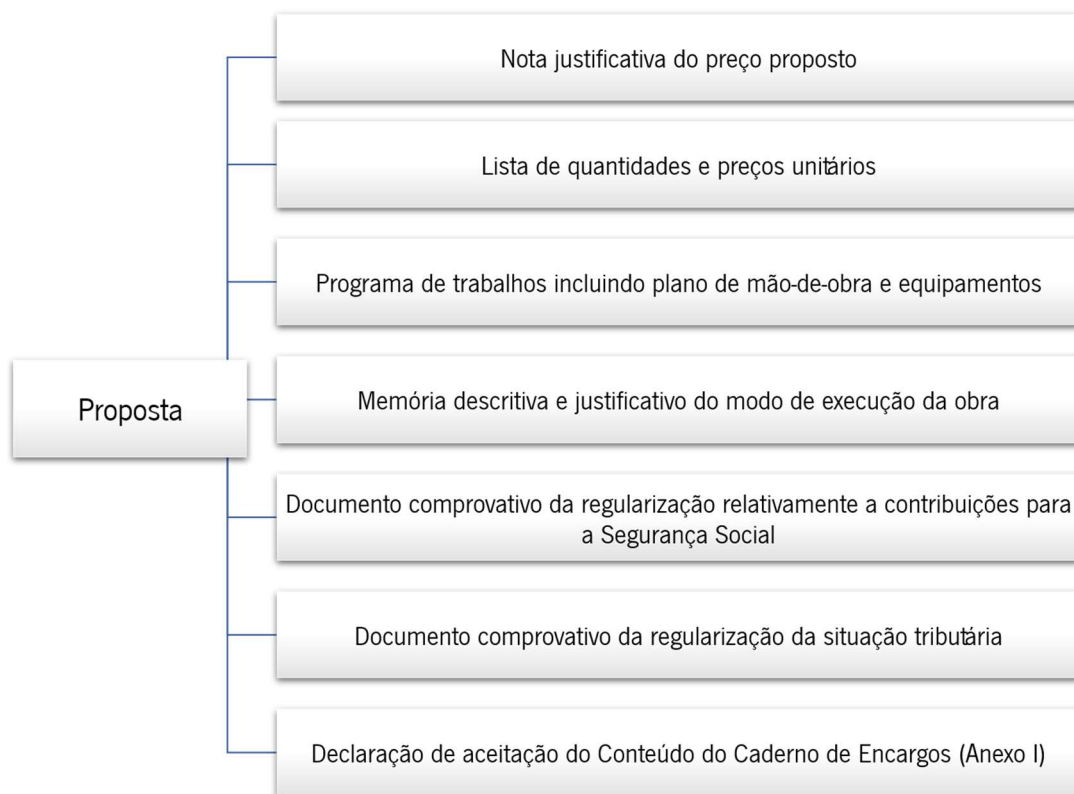 Nota justificativa do preço proposto
Lista de quantidades e preços unitários
Programa de trabalhos incluindo plano de mão-de-obra e equipamentos
Proposta
Memória descritiva e justificativo do modo de execução da obra
Documento comprovativo da regularização relativamente a contribuições para
a Segurança Social
Documento comprovativo da regularização da situação tributária
Declaração de aceitação do Conteúdo do Caderno de Encargos (Anexo I)